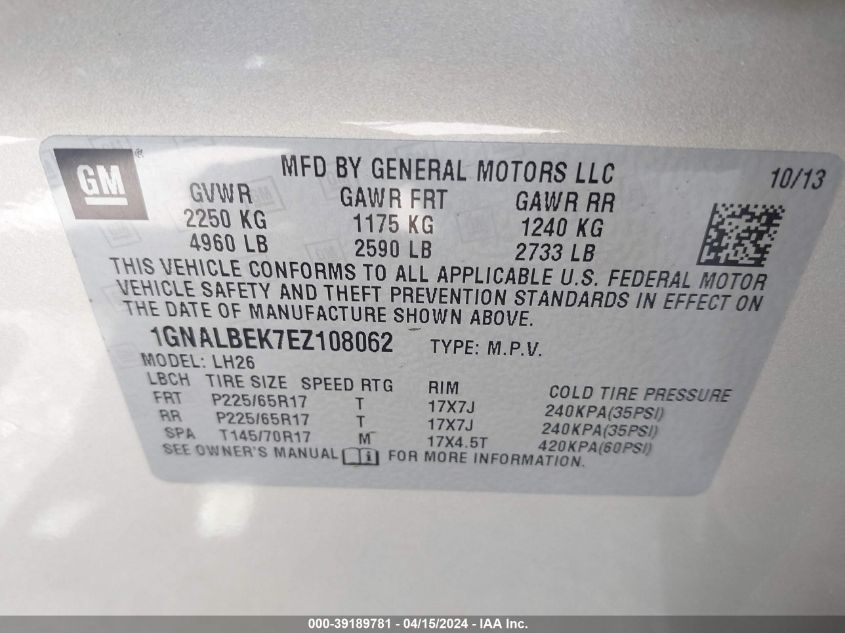 GM ®
MFD BY GENERAL MOTORS LLC 10/13
GVWR GAWR FRT GAWR RR
2250 KG 1175 KG 1240 KG
4960 LB 2590 LB 2733 LB
THIS VEHICLE CONFORMS TO ALL APPLICABLE U.S. FEDERAL MOTOR
VEHICLE SAFETY AND THEFT PREVENTION STANDARDS IN EFFECT ON
THE DATE OF MANUFACTURE SHOWN ABOVE.
1GNALBEK7EZ108062 TYPE: M.P.V.
MODEL: LH26
LBCH TIRE SIZE SPEED RTG RIM COLD TIRE PRESSURE
FRT P225/65R17 T 17X7J 240KPA(35PSI)
RR P225/65R17 T 17X7J 240KPA(35PSI)
SPA T145/70R17 M 17X4.5T 420KPA(60PSI)
SEE OWNER'S MANUAL FOR MORE INFORMATION.
000-39189781 - 04/15/2024 - IAA Inc.